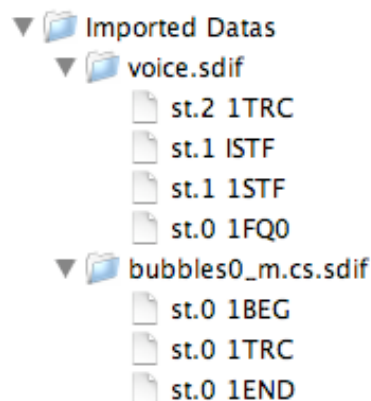 Imported Datas
voice.sdif
st.2 1TRC
st.1 ISTF
st.1 1STF
st.0 1FQ0
bubbles0_m.cs.sdif
st.0 1BEG
st.0 1TRC
st.0 1END